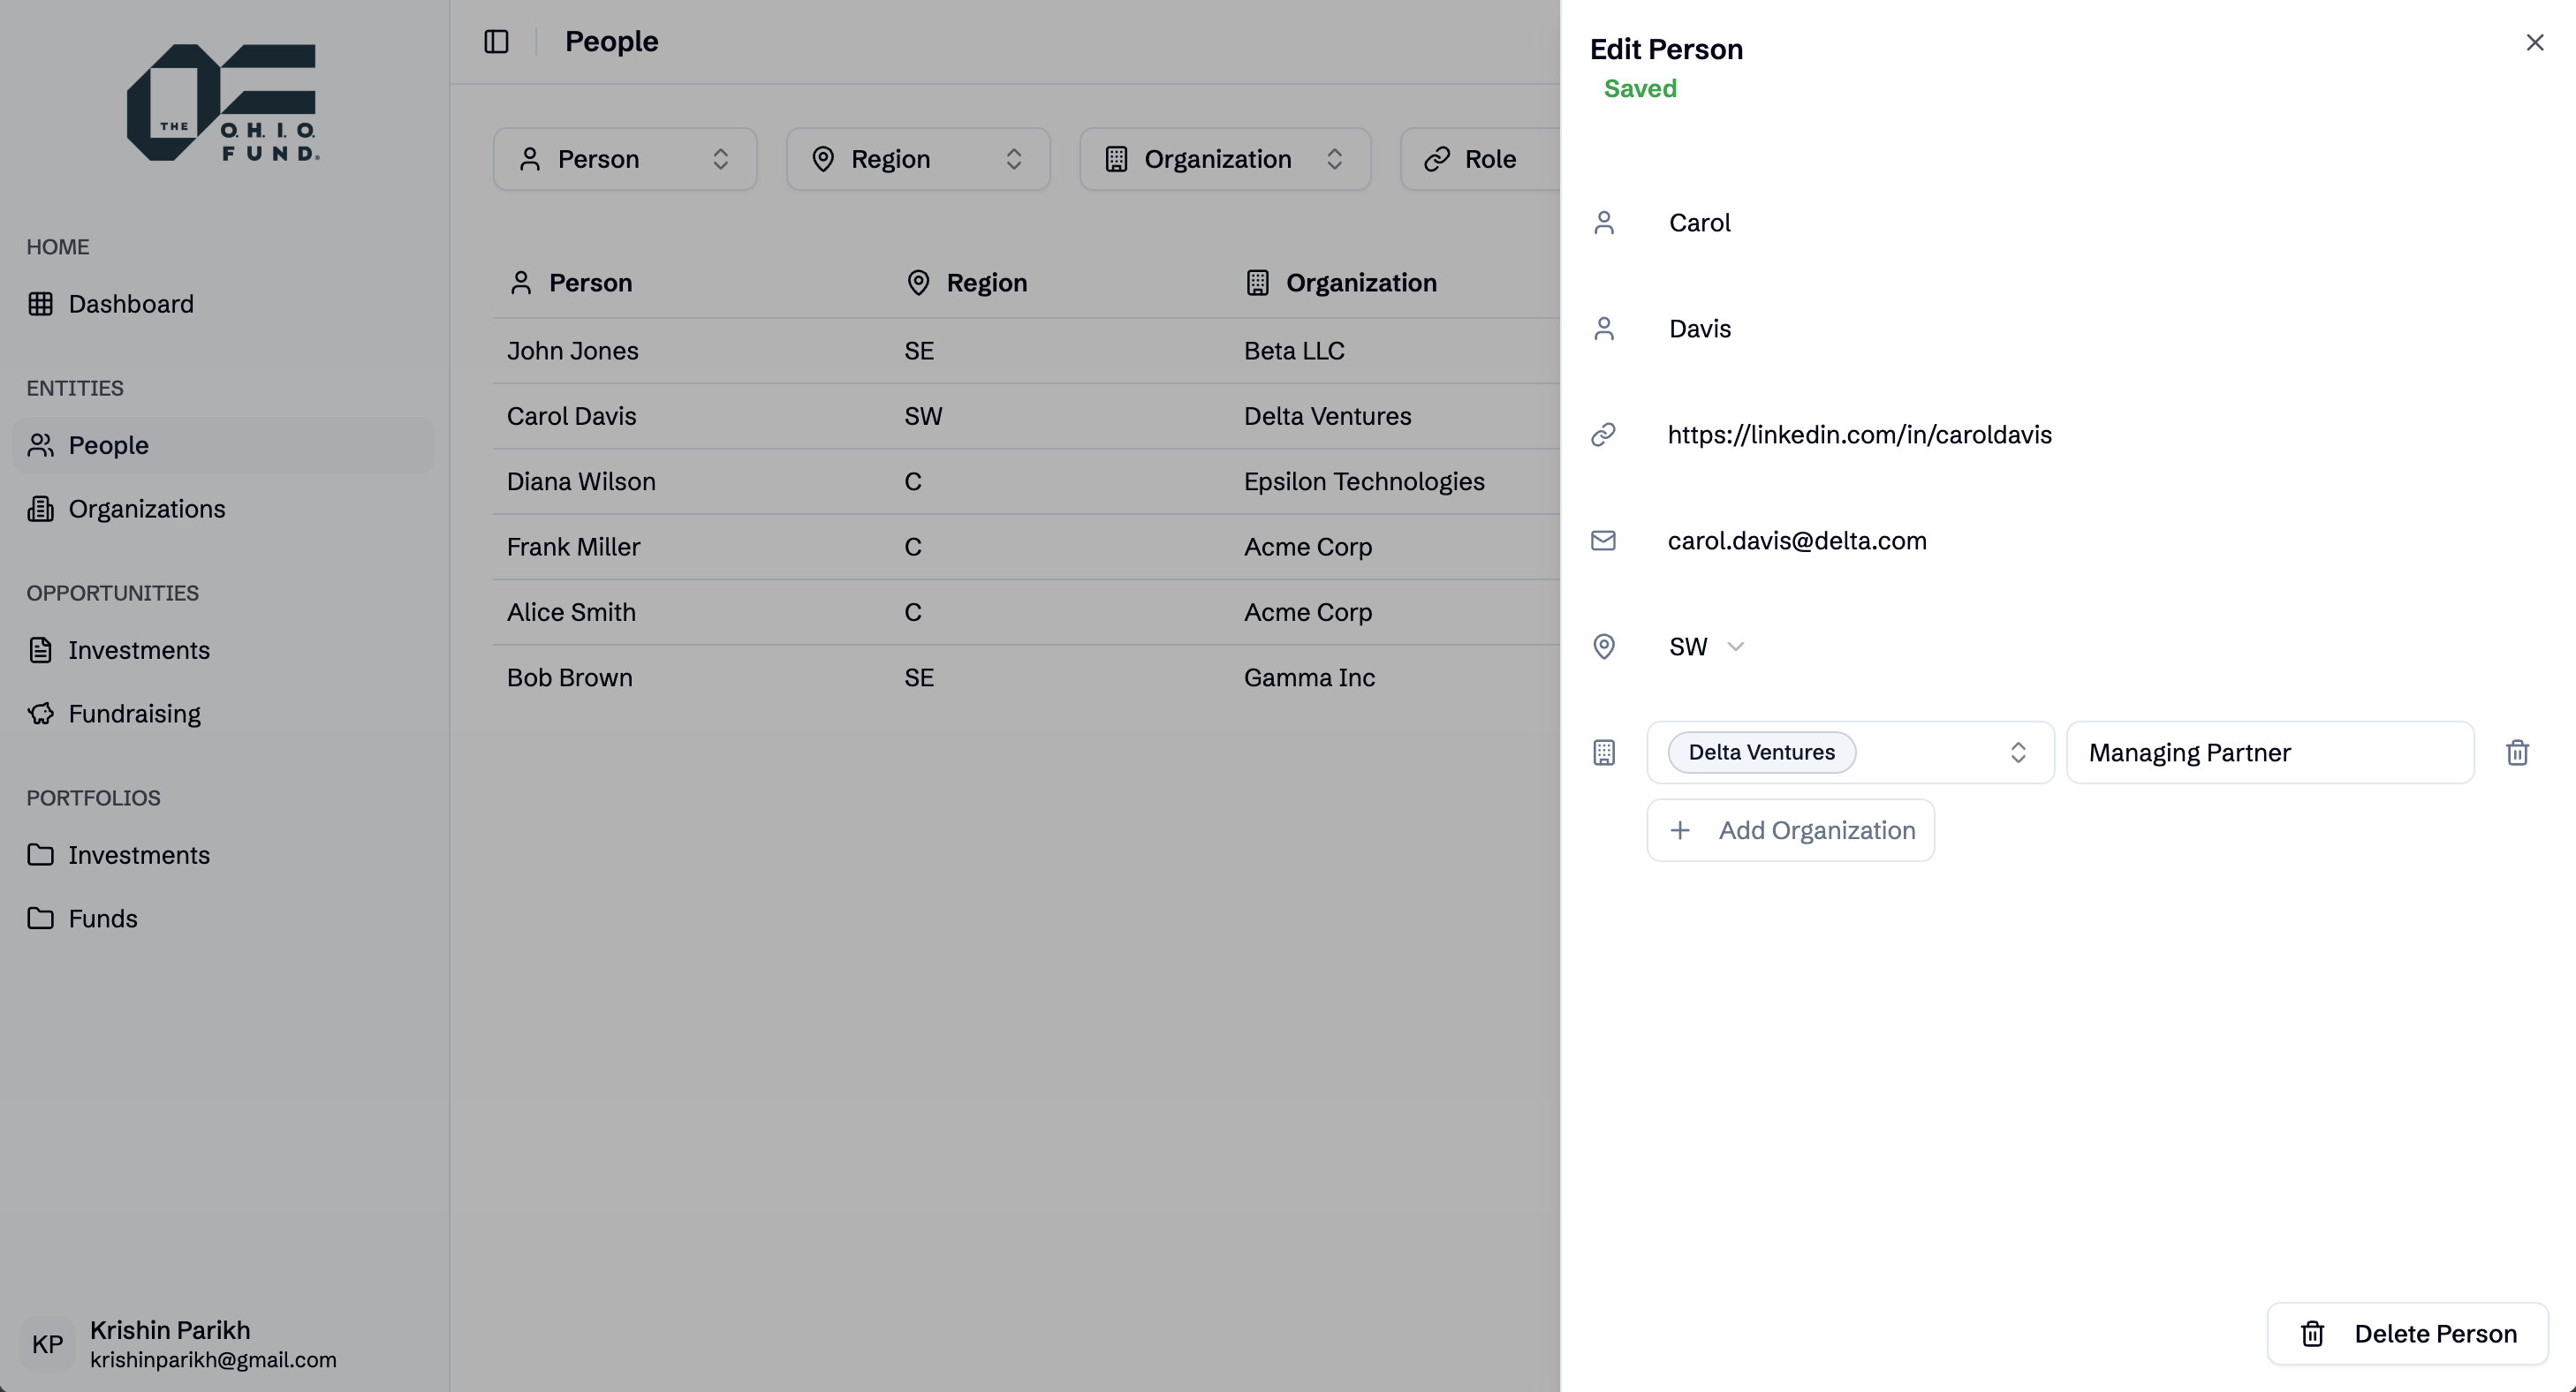 THE
O.H.I.O.
FUND®
HOME
Dashboard
ENTITIES
People
Organizations
OPPORTUNITIES
Investments
Fundraising
PORTFOLIOS
Investments
Funds
KP
Krishin Parikh
krishinparikh@gmail.com
People
Person
Region
Organization
Role
Person Region Organization
John Jones SE Beta LLC
Carol Davis SW Delta Ventures
Diana Wilson C Epsilon Technologies
Frank Miller C Acme Corp
Alice Smith C Acme Corp
Bob Brown SE Gamma Inc
Edit Person
Saved
Carol
Davis
https://linkedin.com/in/caroldavis
carol.davis@delta.com
SW
Delta Ventures Managing Partner
Add Organization
Delete Person